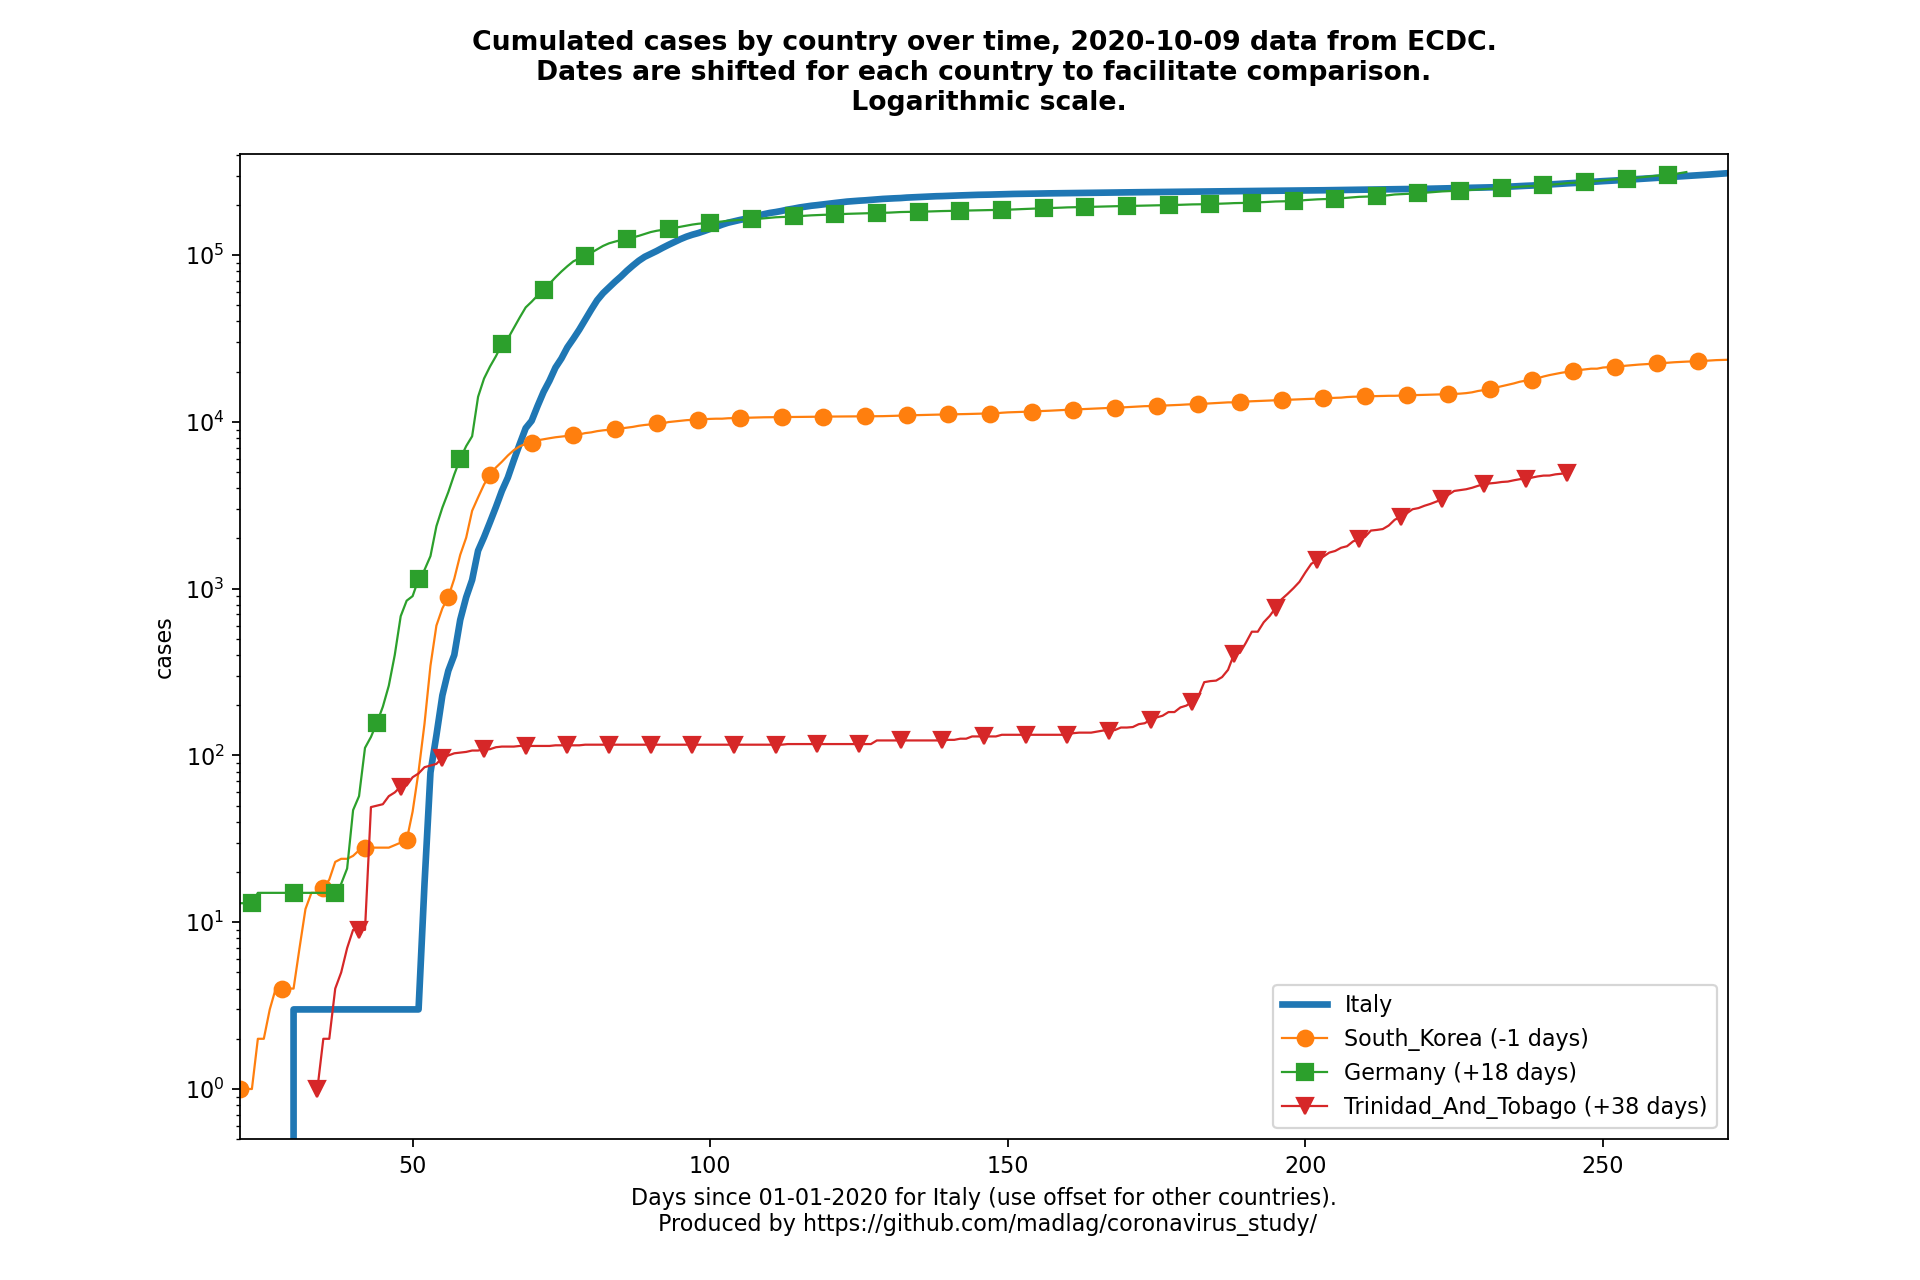 Cumulated cases by country over time, 2020-10-09 data from ECDC.
Dates are shifted for each country to facilitate comparison.
Logarithmic scale.
10^5
10^4
10^3
10^2
10^1
10^0
cases
Italy
South_Korea (-1 days)
Germany (+18 days)
Trinidad_And_Tobago (+38 days)
50 100 150 200 250
Days since 01-01-2020 for Italy (use offset for other countries).
Produced by https://github.com/madlag/coronavirus_study/